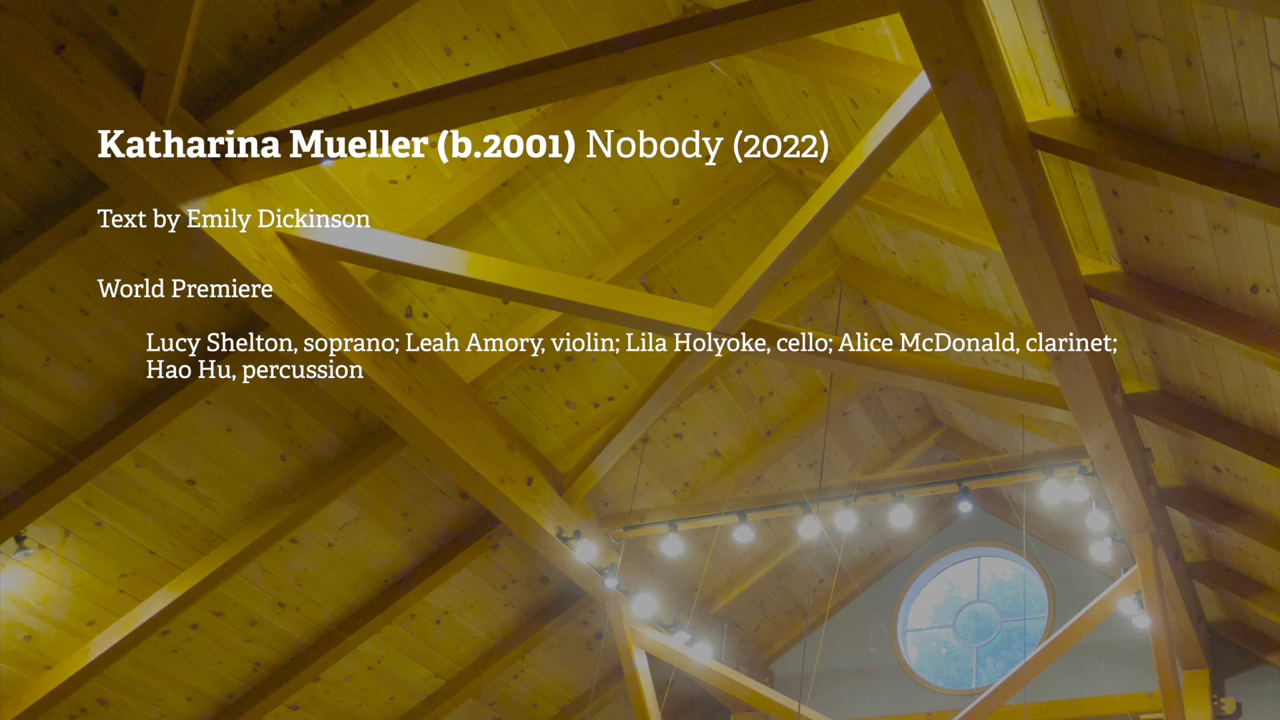 Katharina Mueller (b.2001) Nobody (2022)
Text by Emily Dickinson
World Premiere
Lucy Shelton, soprano; Leah Amory, violin; Lila Holyoke, cello; Alice McDonald, clarinet;
Hao Hu, percussion